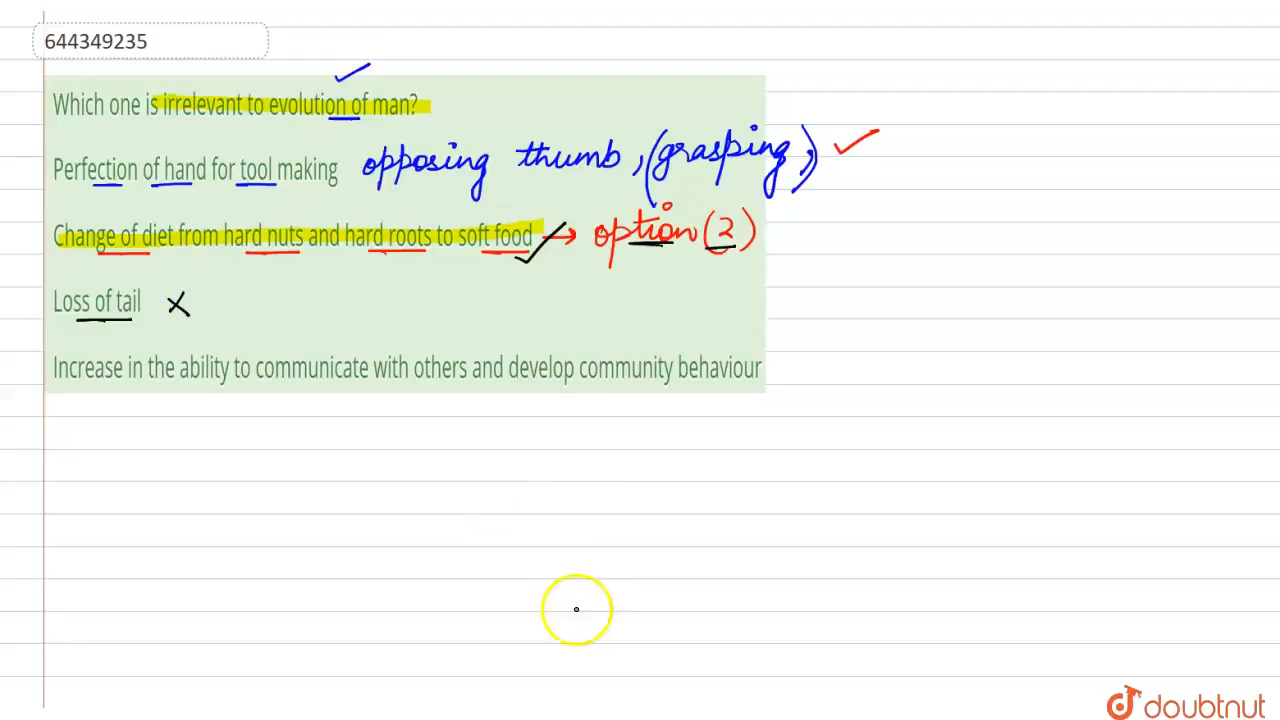 644349235
Which one is irrelevant to evolution of man?
Perfection of hand for tool making opposing thumb, (grasping,)
Change of diet from hard nuts and hard roots to soft food → option (2)
Loss of tail
Increase in the ability to communicate with others and develop community behaviour
doubtnut